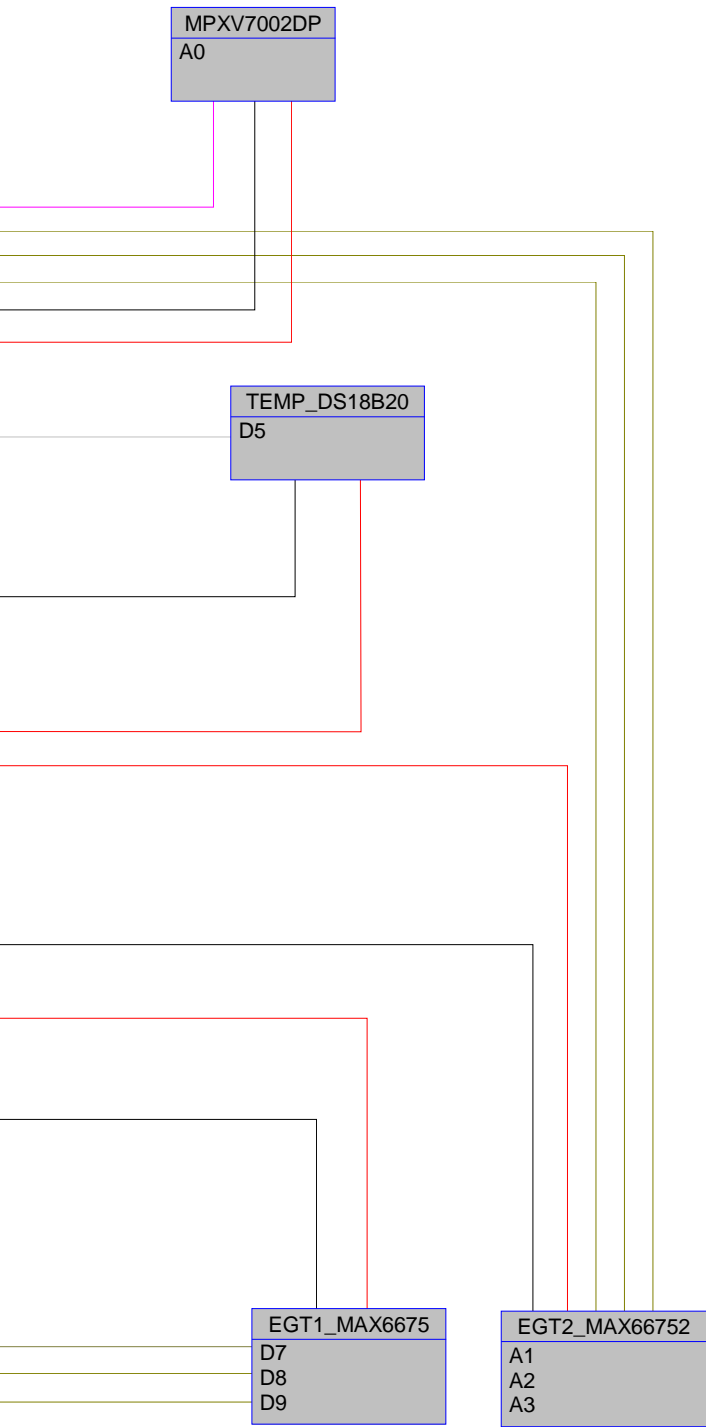 MPXV7002DP
A0
TEMP_DS18B20
D5
EGT1_MAX6675
D7
D8
D9
EGT2_MAX66752
A1
A2
A3